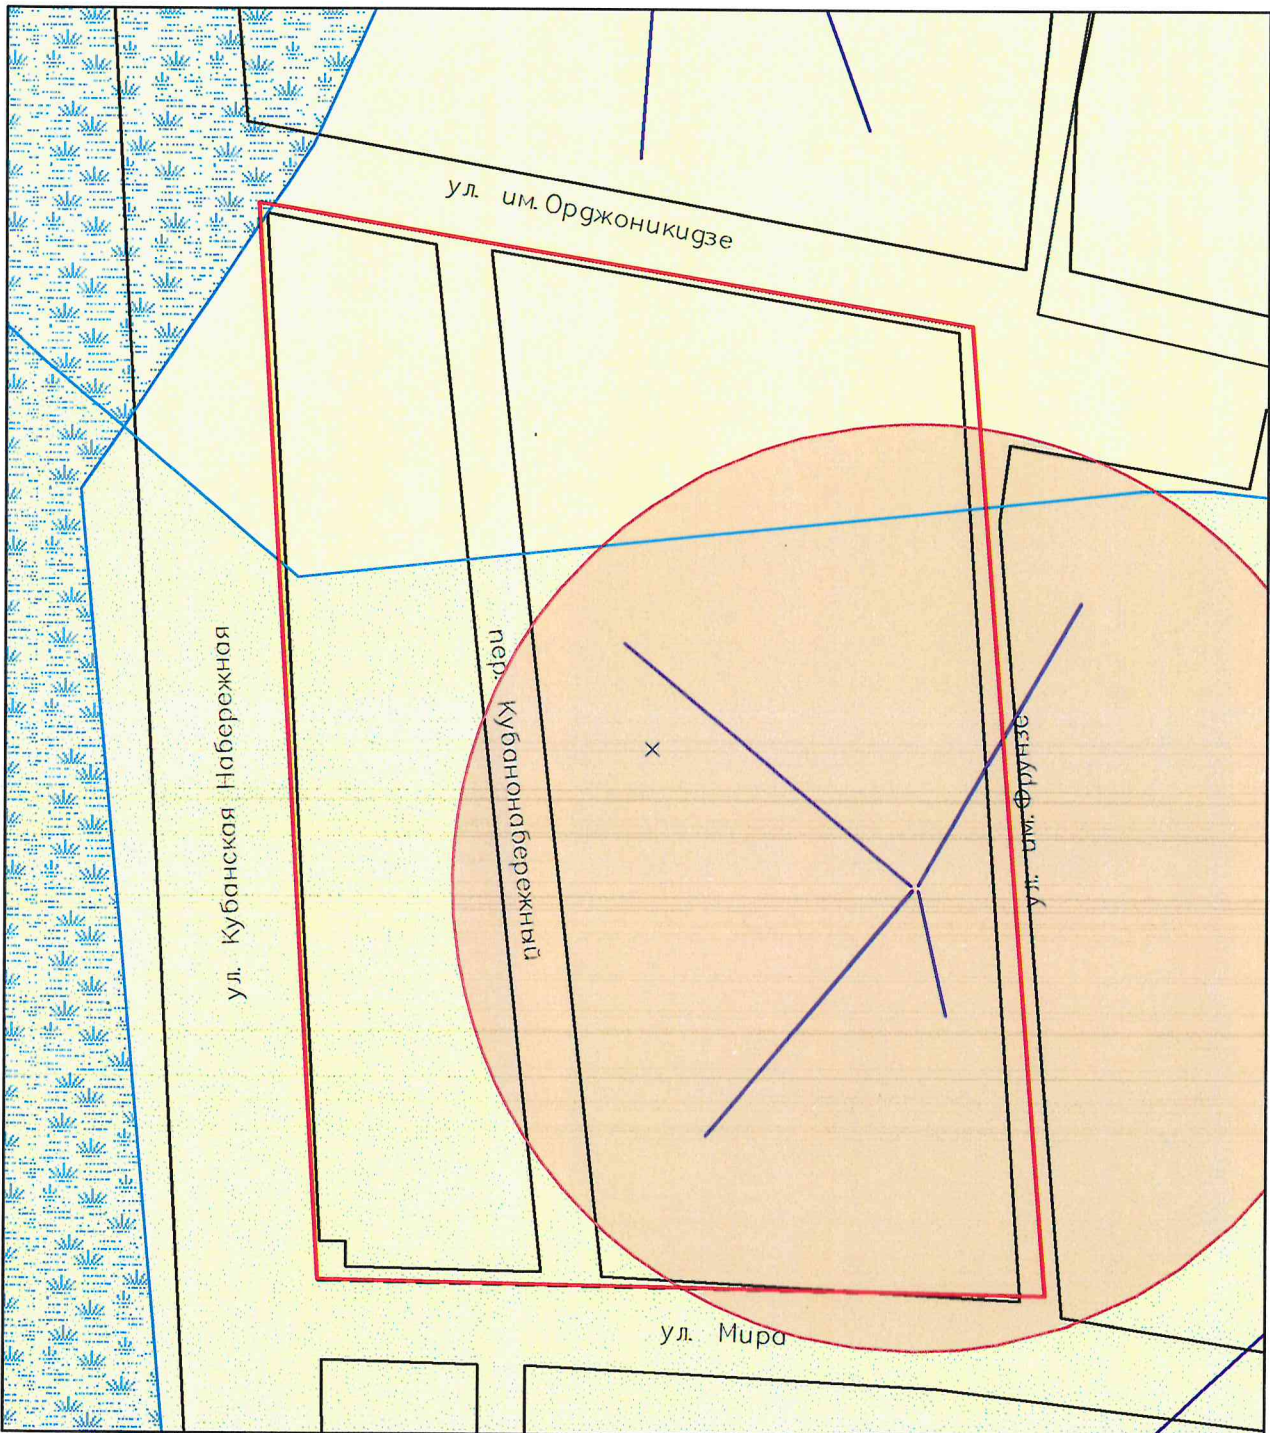 ул. им. Орджоникидзе
ул. Кубанская Набережная
пер. Кубанонабережный
ул. им. Фрунзе
ул. Мира